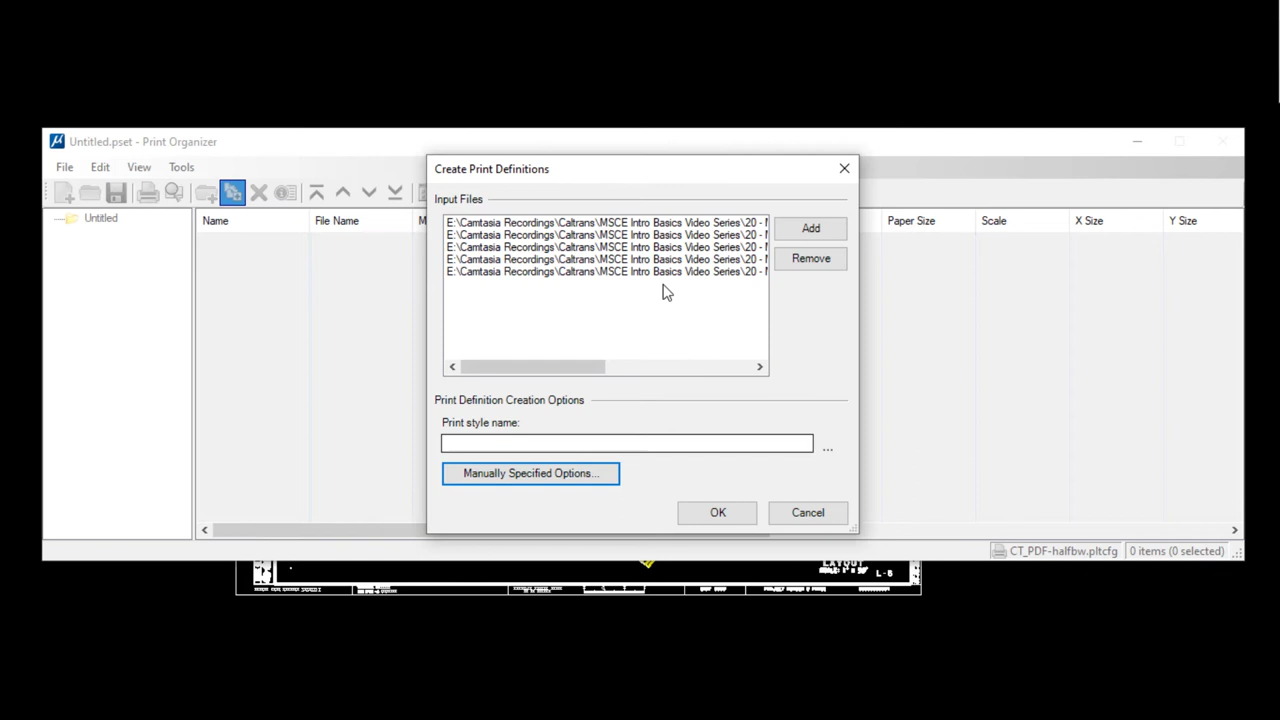 Untitled.pset - Print Organizer
File Edit View Tools
Untitled
Name File Name M Paper Size Scale X Size Y Size
Create Print Definitions
Input Files
E:\Camtasia Recordings\Caltrans\MSCE Intro Basics Video Series\20 -
E:\Camtasia Recordings\Caltrans\MSCE Intro Basics Video Series\20 -
E:\Camtasia Recordings\Caltrans\MSCE Intro Basics Video Series\20 -
E:\Camtasia Recordings\Caltrans\MSCE Intro Basics Video Series\20 -
E:\Camtasia Recordings\Caltrans\MSCE Intro Basics Video Series\20 -
Add
Remove
Print Definition Creation Options
Print style name:
...
Manually Specified Options...
OK Cancel
CT_PDF-halfbw.pltcfg 0 items (0 selected)
LAYOUT
L-6